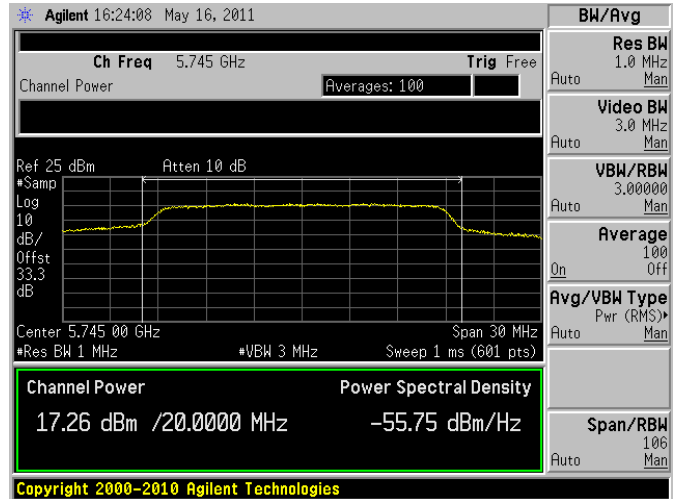 Agilent 16:24:08 May 16, 2011
BW/Avg
Ch Freq 5.745 GHz Trig Free
Channel Power Averages: 100
Ref 25 dBm Atten 10 dB
#Samp
Log
10
dB/
Offst
33.3
dB
Center 5.745 00 GHz Span 30 MHz
#Res BW 1 MHz #VBW 3 MHz Sweep 1 ms (601 pts)
Channel Power Power Spectral Density
17.26 dBm /20.0000 MHz -55.75 dBm/Hz
Copyright 2000-2010 Agilent Technologies
Res BW
1.0 MHz
Auto Man
Video BW
3.0 MHz
Auto Man
VBW/RBW
3.00000
Auto Man
Average
100
On Off
Avg/VBW Type
Pwr (RMS)▸
Auto Man
Span/RBW
106
Auto Man